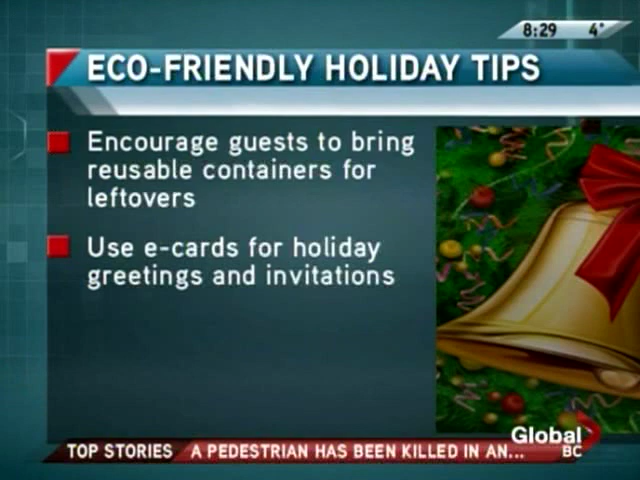 8:29 4°
ECO-FRIENDLY HOLIDAY TIPS
Encourage guests to bring
reusable containers for
leftovers
Use e-cards for holiday
greetings and invitations
Global
BC
TOP STORIES A PEDESTRIAN HAS BEEN KILLED IN AN...